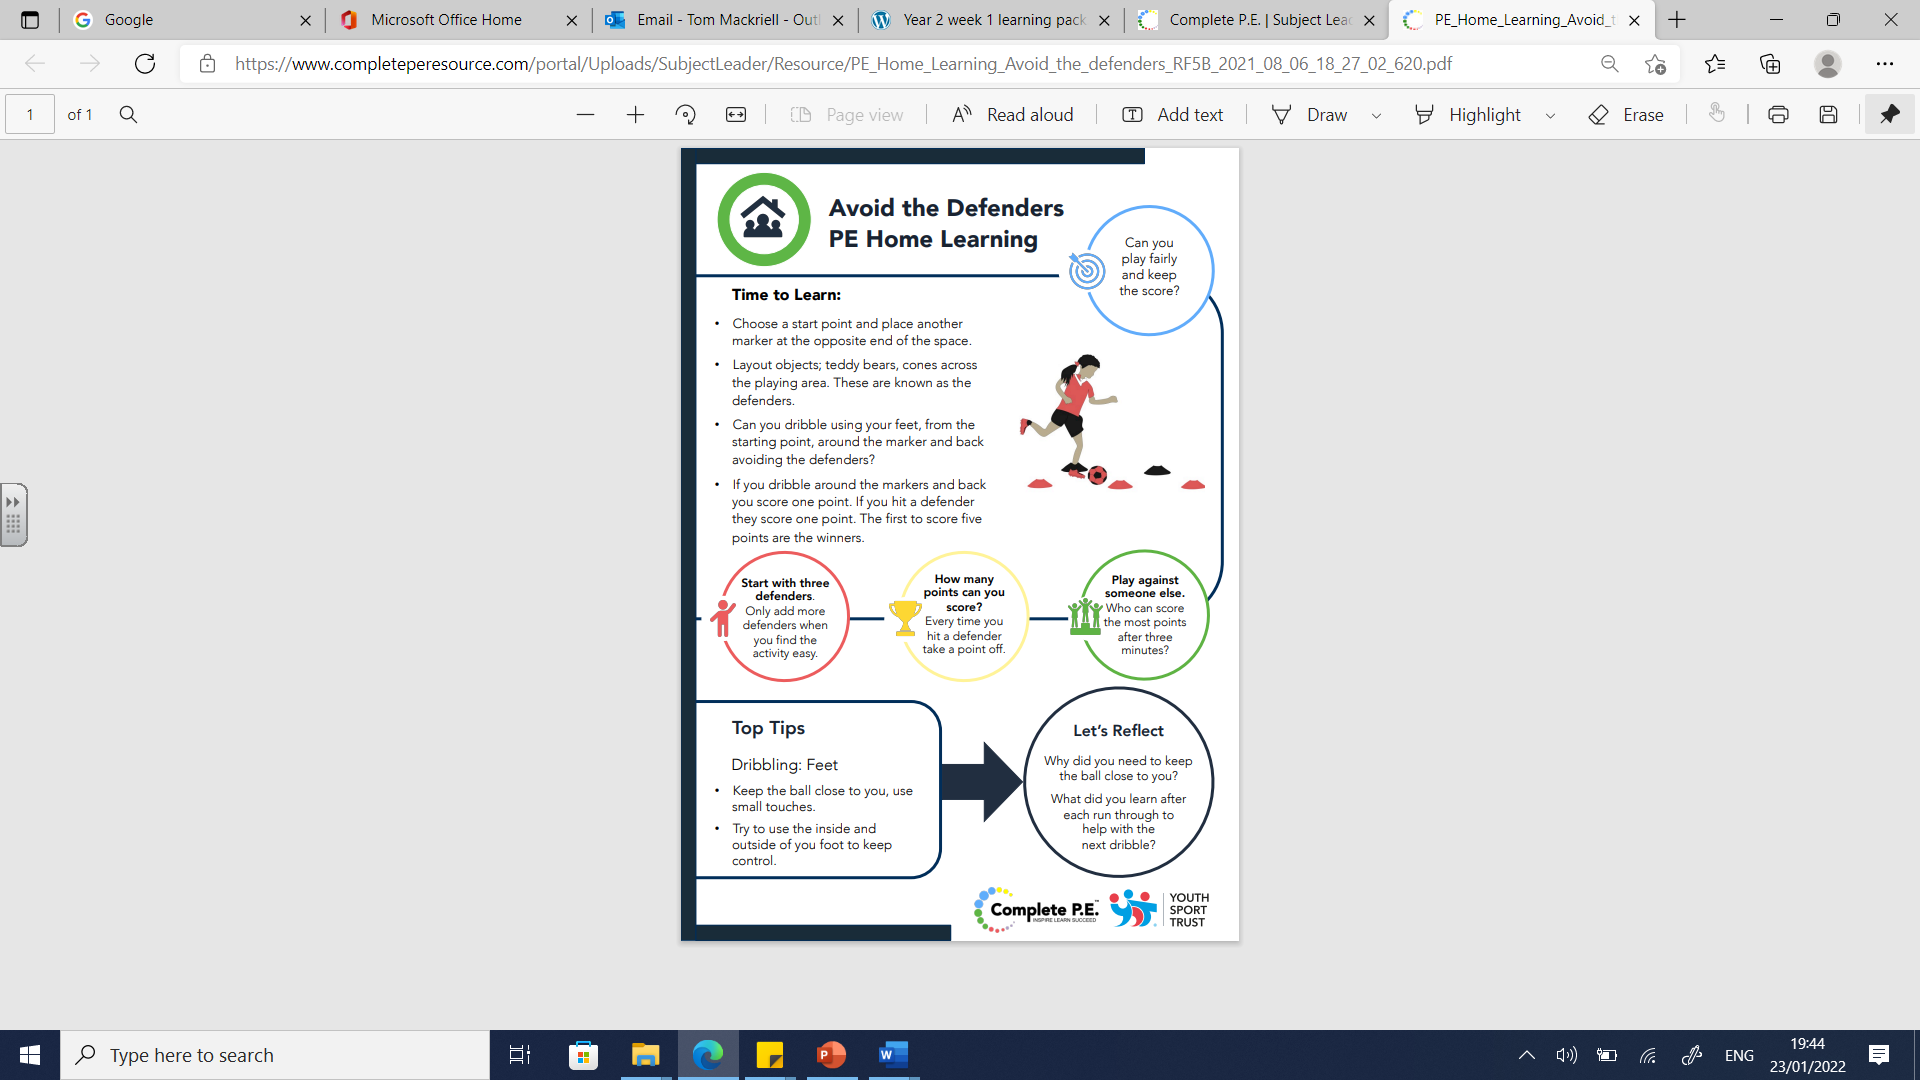 Google
Microsoft Office Home
Email - Tom Mackriell - Outl
Year 2 week 1 learning pack
Complete P.E. | Subject Lea
PE_Home_Learning_Avoid_t
https://www.completeperesource.com/portal/Uploads/SubjectLeader/Resource/PE_Home_Learning_Avoid_the_defenders_RF5B_2021_08_06_18_27_02_620.pdf
1 of 1
Page view
Read aloud
Add text
Draw
Highlight
Erase
Avoid the Defenders
PE Home Learning
Can you
play fairly
and keep
the score?
Time to Learn:
• Choose a start point and place another
marker at the opposite end of the space.
• Layout objects; teddy bears, cones across
the playing area. These are known as the
defenders.
• Can you dribble using your feet, from the
starting point, around the marker and back
avoiding the defenders?
• If you dribble around the markers and back
you score one point. If you hit a defender
they score one point. The first to score five
points are the winners.
Start with three
defenders.
Only add more
defenders when
you find the
activity easy.
How many
points can you
score?
Every time you
hit a defender
take a point off.
Play against
someone else.
Who can score
the most points
after three
minutes?
Top Tips
Dribbling: Feet
• Keep the ball close to you, use
small touches.
• Try to use the inside and
outside of you foot to keep
control.
Let's Reflect
Why did you need to keep
the ball close to you?
What did you learn after
each run through to
help with the
next dribble?
Complete P.E.™
INSPIRE LEARN SUCCEED
YOUTH
SPORT
TRUST
Type here to search
ENG
19:44
23/01/2022